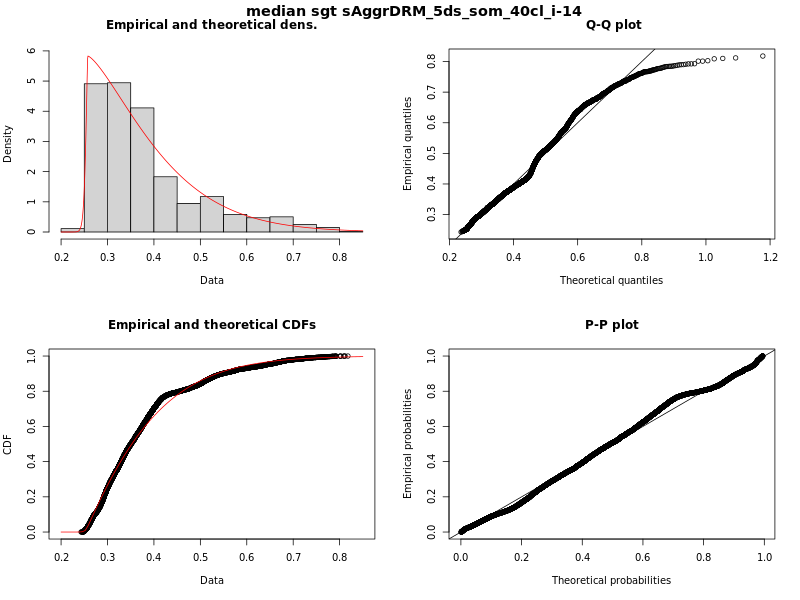 median sgt sAggrDRM_5ds_som_40cl_i-14
Empirical and theoretical dens.
Density
0 1 2 3 4 5 6
0.2 0.3 0.4 0.5 0.6 0.7 0.8
Data
Q-Q plot
Empirical quantiles
0.3 0.4 0.5 0.6 0.7 0.8
0.2 0.4 0.6 0.8 1.0 1.2
Theoretical quantiles
Empirical and theoretical CDFs
CDF
0.0 0.2 0.4 0.6 0.8 1.0
0.2 0.3 0.4 0.5 0.6 0.7 0.8
Data
P-P plot
Empirical probabilities
0.0 0.2 0.4 0.6 0.8 1.0
0.0 0.2 0.4 0.6 0.8 1.0
Theoretical probabilities